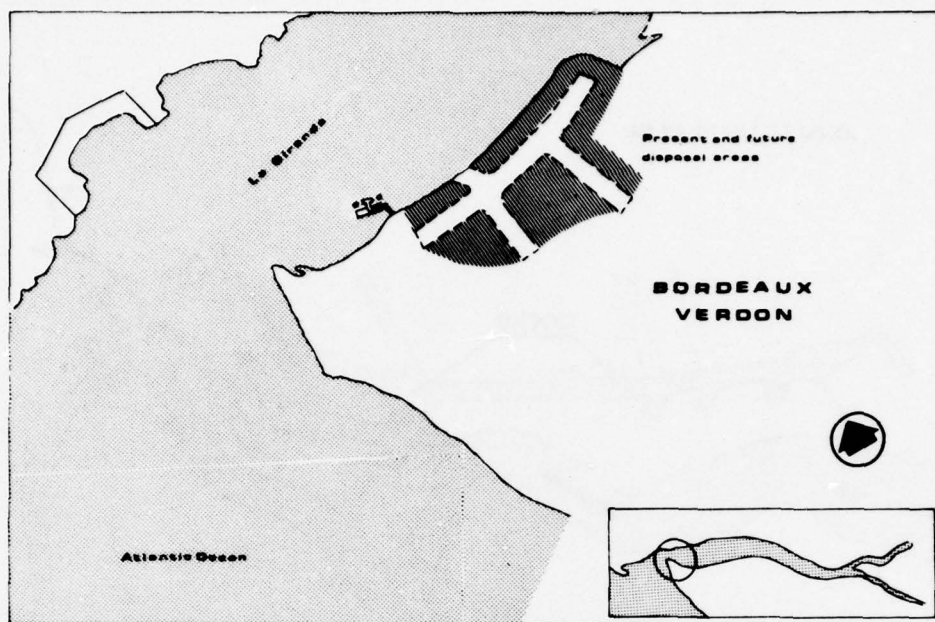 La Gironde
Present and future
disposal areas
BORDEAUX
VERDON
Atlantic Ocean